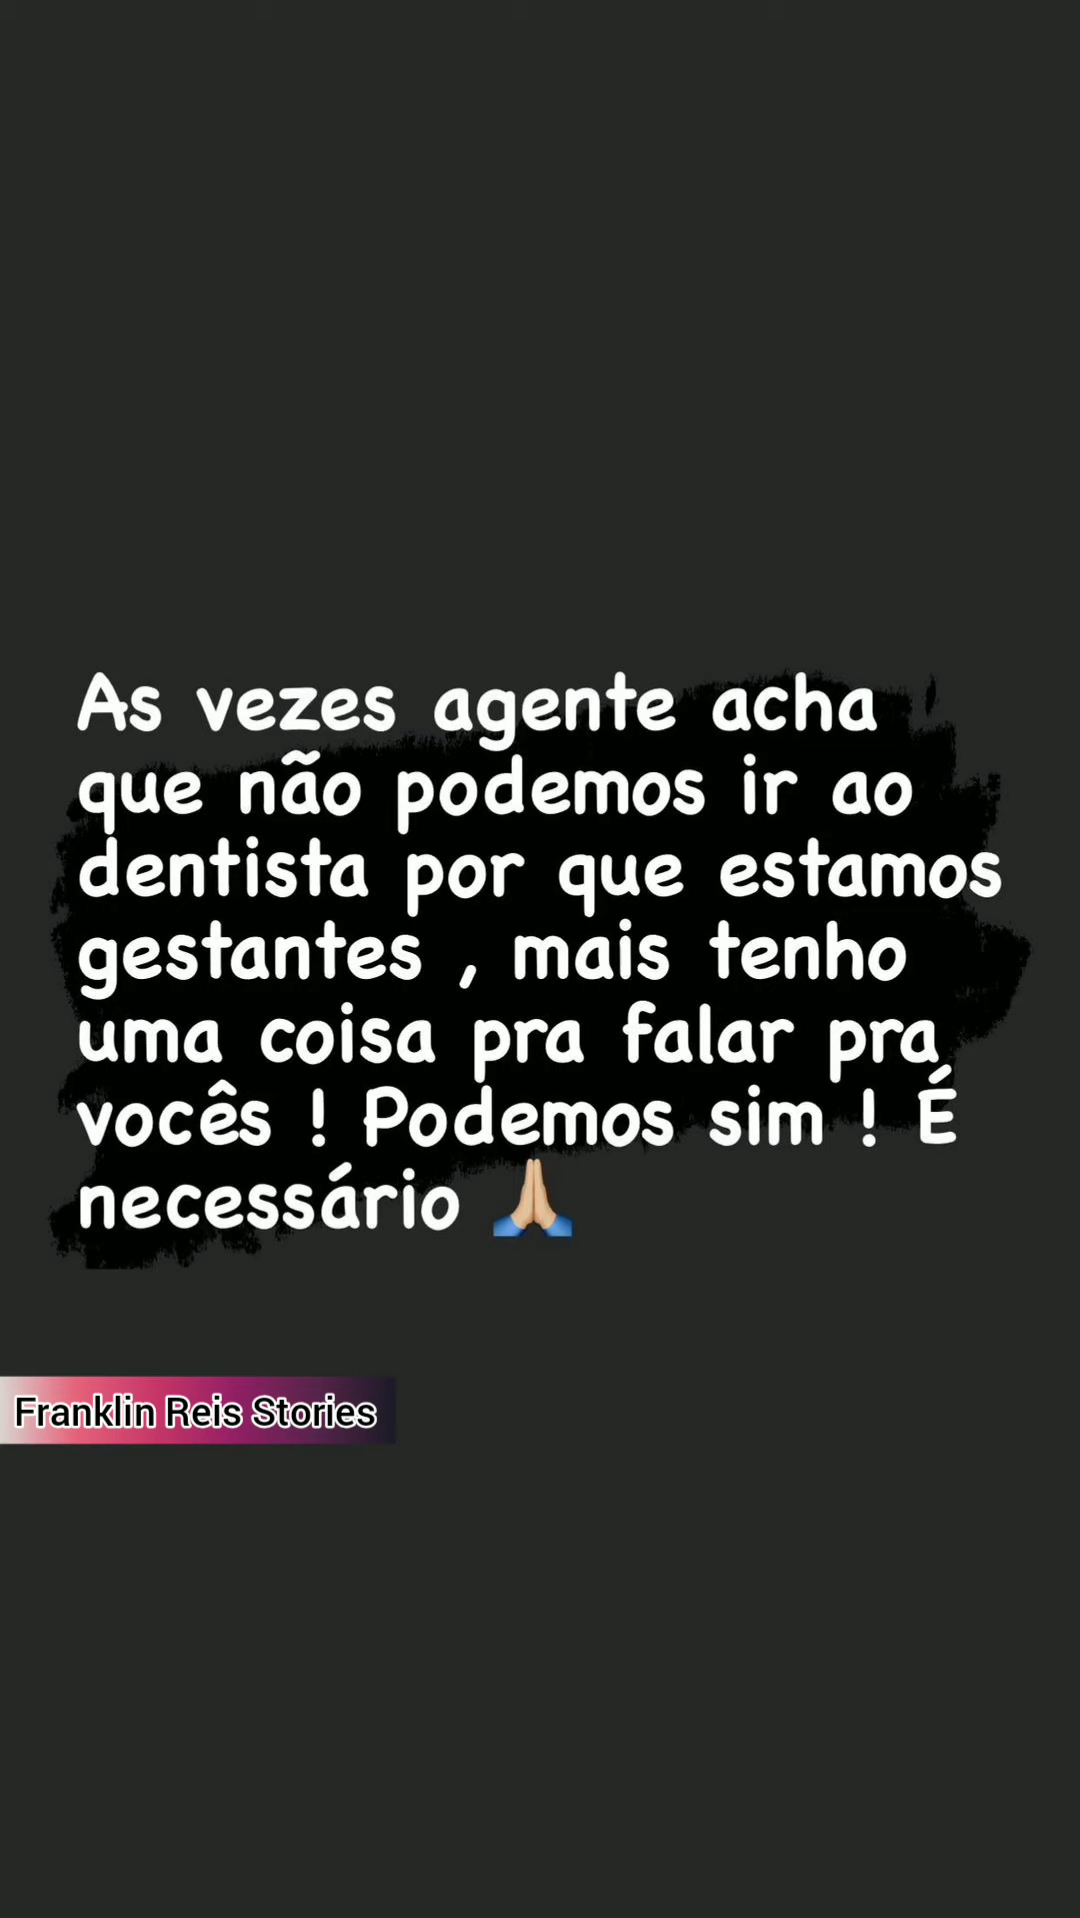 As vezes agente acha
que não podemos ir ao
dentista por que estamos
gestantes , mais tenho
uma coisa pra falar pra
vocês ! Podemos sim ! É
necessário 🙏🏼
Franklin Reis Stories